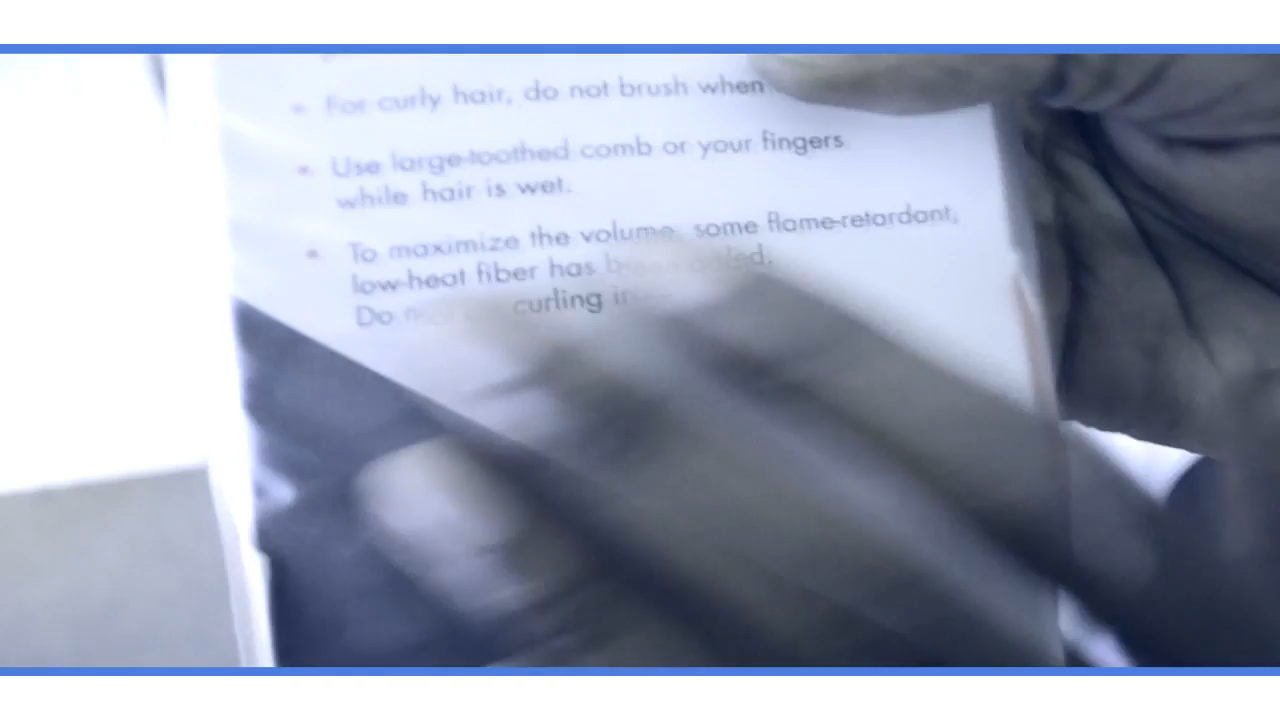 For curly hair, do not brush when
Use large-toothed comb or your fingers
while hair is wet.
To maximize the volume, some flame-retardant,
low-heat fiber has
Do curling